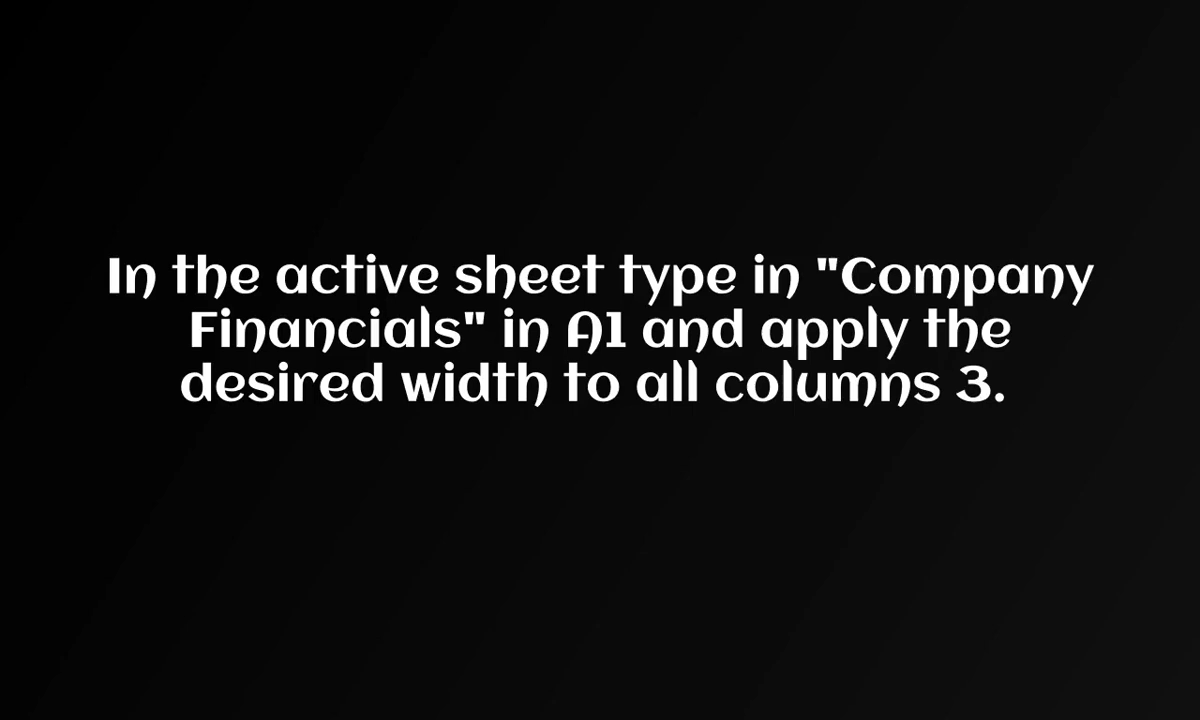 In the active sheet type in "Company
Financials" in A1 and apply the
desired width to all columns 3.